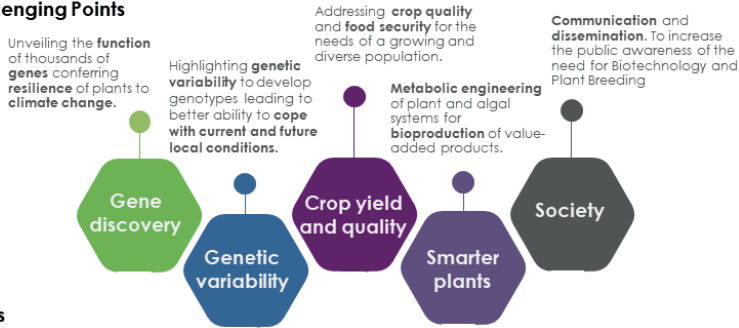 enging Points
Unveiling the function
of thousands of
genes conferring
resilience of plants to
climate change.
Highlighting genetic
variability to develop
genotypes leading to
better ability to cope
with current and future
local conditions.
Addressing crop quality
and food security for the
needs of a growing and
diverse population.
Metabolic engineering
of plant and algal
systems for
bioproduction of value-
added products.
Communication and
dissemination. To increase
the public awareness of the
need for Biotechnology and
Plant Breeding
Gene
discovery
Genetic
variability
Crop yield
and quality
Smarter
plants
Society
s